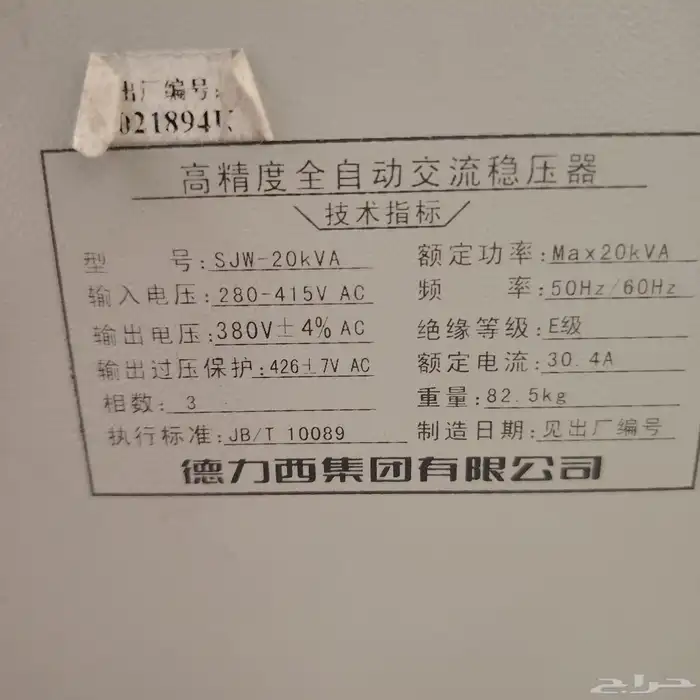 出厂编号:
021894
高精度全自动交流稳压器
技术指标
型 号:SJW-20kVA 额定功率:Max20kVA
输入电压:280-415V AC 频 率:50Hz/60Hz
输出电压:380V±4% AC 绝缘等级:E级
输出过压保护:426±7V AC 额定电流:30.4A
相数: 3 重量:82.5kg
执行标准:JB/T 10089 制造日期:见出厂编号
德力西集团有限公司
حراج